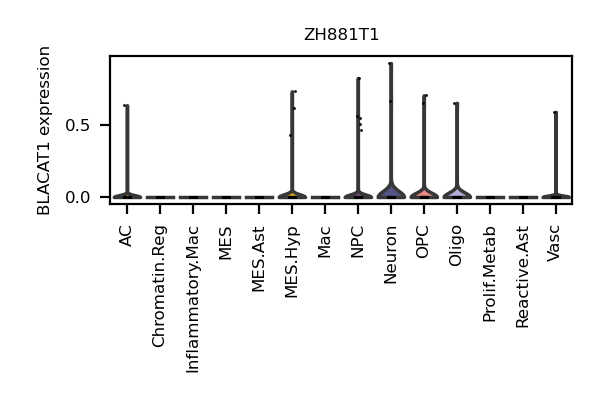 ZH881T1
BLACAT1 expression
0.5
0.0
AC
Chromatin.Reg
Inflammatory.Mac
MES
MES.Ast
MES.Hyp
Mac
NPC
Neuron
OPC
Oligo
Prolif.Metab
Reactive.Ast
Vasc